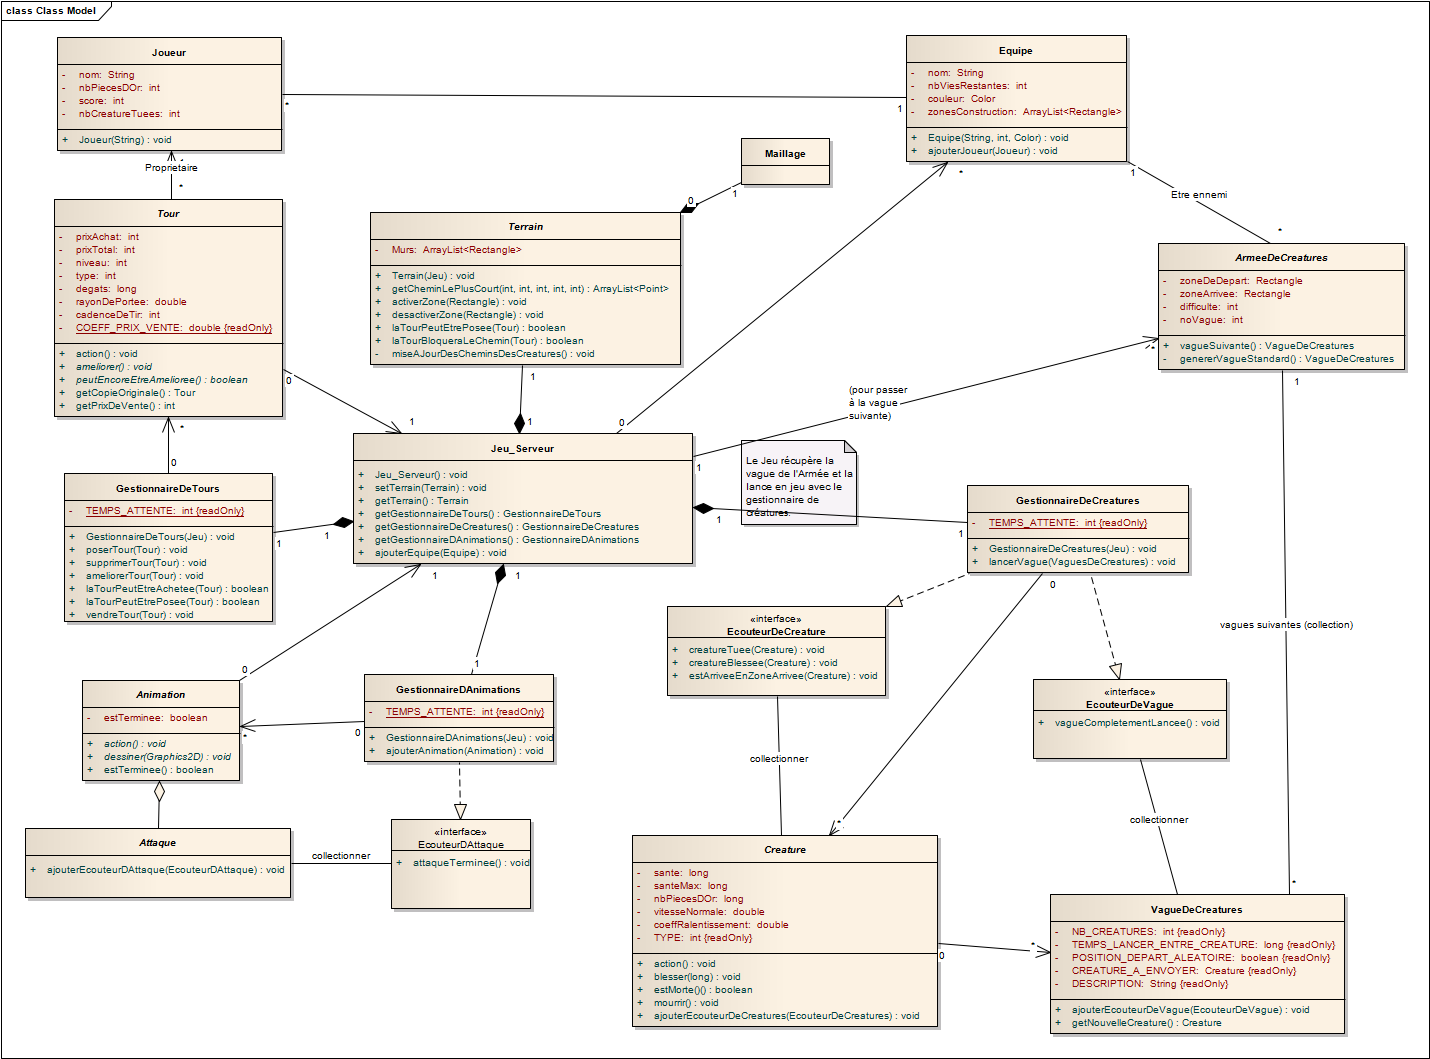 class Class Model
Joueur
- nom: String
- nbPiecesDOr: int
- score: int
- nbCreatureTuees: int
+ Joueur(String) : void
*
1
Equipe
- nom: String
- nbViesRestantes: int
- couleur: Color
- zonesConstruction: ArrayList<Rectangle>
+ Equipe(String, int, Color) : void
+ ajouterJoueur(Joueur) : void
Proprietaire
*
Maillage
0
1
*
1
Etre ennemi
*
Tour
- prixAchat: int
- prixTotal: int
- niveau: int
- type: int
- degats: long
- rayonDePortee: double
- cadenceDeTir: int
- COEFF_PRIX_VENTE: double {readOnly}
+ action() : void
+ ameliorer() : void
+ peutEncoreEtreAmelioree() : boolean
+ getCopieOriginale() : Tour
+ getPrixDeVente() : int
Terrain
- Murs: ArrayList<Rectangle>
+ Terrain(Jeu) : void
+ getCheminLePlusCourt(int, int, int, int, int) : ArrayList<Point>
+ activerZone(Rectangle) : void
+ desactiverZone(Rectangle) : void
+ laTourPeutEtrePosee(Tour) : boolean
+ laTourBloqueraLeChemin(Tour) : boolean
- miseAJourDesCheminsDesCreatures() : void
ArmeeDeCreatures
- zoneDeDepart: Rectangle
- zoneArrivee: Rectangle
- difficulte: int
- noVague: int
+ vagueSuivante() : VagueDeCreatures
- genererVagueStandard() : VagueDeCreatures
0
1
1
1
0
*
1
(pour passer
à la vague
suivante)
*
0
1
Jeu_Serveur
+ Jeu_Serveur() : void
+ setTerrain(Terrain) : void
+ getTerrain() : Terrain
+ getGestionnaireDeTours() : GestionnaireDeTours
+ getGestionnaireDeCreatures() : GestionnaireDeCreatures
+ getGestionnaireDAnimations() : GestionnaireDAnimations
+ ajouterEquipe(Equipe) : void
Le Jeu récupère la
vague de l'Armée et la
lance en jeu avec le
gestionnaire de
créatures.
GestionnaireDeTours
- TEMPS_ATTENTE: int {readOnly}
+ GestionnaireDeTours(Jeu) : void
+ poserTour(Tour) : void
+ supprimerTour(Tour) : void
+ ameliorerTour(Tour) : void
+ laTourPeutEtreAchetee(Tour) : boolean
+ laTourPeutEtrePosee(Tour) : boolean
+ vendreTour(Tour) : void
1
1
1
1
GestionnaireDeCreatures
- TEMPS_ATTENTE: int {readOnly}
+ GestionnaireDeCreatures(Jeu) : void
+ lancerVague(VaguesDeCreatures) : void
1
1
0
«interface»
EcouteurDeCreature
+ creatureTuee(Creature) : void
+ creatureBlessee(Creature) : void
+ estArriveeEnZoneArrivee(Creature) : void
vagues suivantes (collection)
0
1
Animation
- estTerminee: boolean
+ action() : void
+ dessiner(Graphics2D) : void
+ estTerminee() : boolean
GestionnaireDAnimations
- TEMPS_ATTENTE: int {readOnly}
+ GestionnaireDAnimations(Jeu) : void
+ ajouterAnimation(Animation) : void
0
*
«interface»
EcouteurDeVague
+ vagueCompletementLancee() : void
collectionner
collectionner
Attaque
+ ajouterEcouteurDAttaque(EcouteurDAttaque) : void
collectionner
«interface»
EcouteurDAttaque
+ attaqueTerminee() : void
*
Creature
- sante: long
- santeMax: long
- nbPiecesDOr: long
- vitesseNormale: double
- coeffRalentissement: double
- TYPE: int {readOnly}
+ action() : void
+ blesser(long) : void
+ estMorte()() : boolean
+ mourrir() : void
+ ajouterEcouteurDeCreatures(EcouteurDeCreatures) : void
0
*
*
VagueDeCreatures
- NB_CREATURES: int {readOnly}
- TEMPS_LANCER_ENTRE_CREATURE: long {readOnly}
- POSITION_DEPART_ALEATOIRE: boolean {readOnly}
- CREATURE_A_ENVOYER: Creature {readOnly}
- DESCRIPTION: String {readOnly}
+ ajouterEcouteurDeVague(EcouteurDeVague) : void
+ getNouvelleCreature() : Creature